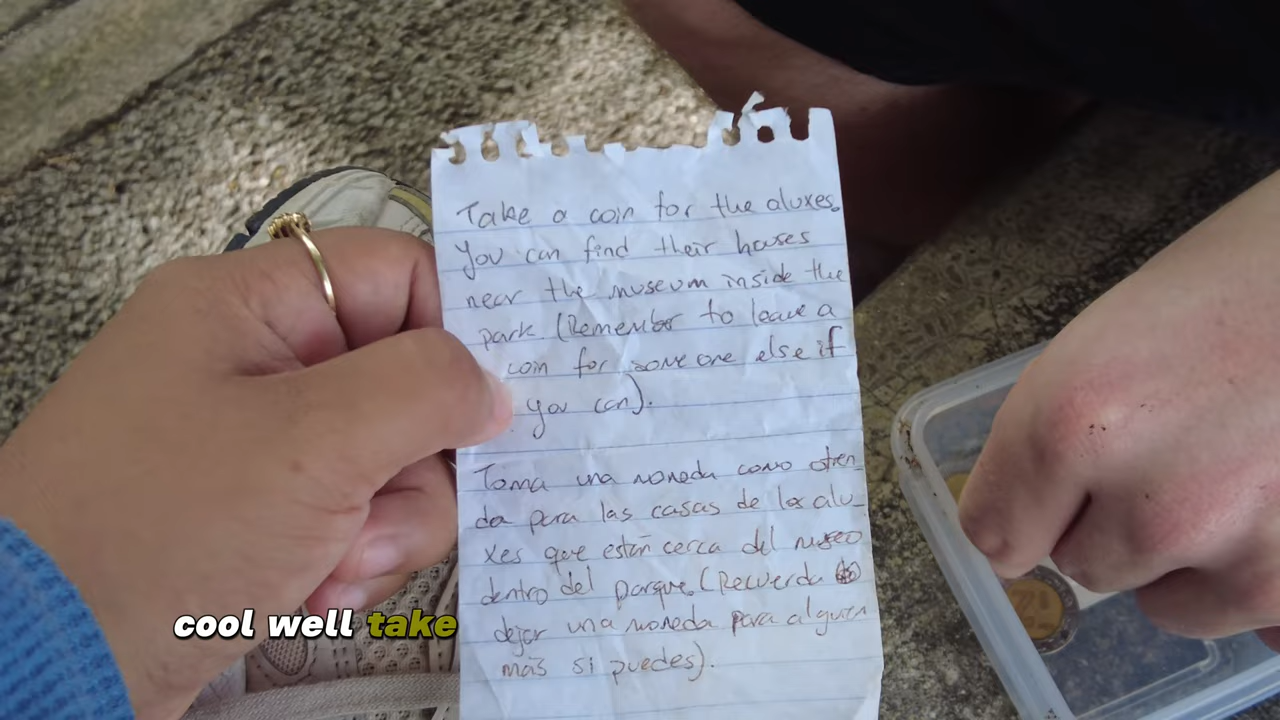 Take a coin for the aluxes.
You can find their houses
near the museum inside the
park (Remember to leave a
coin for someone else if
you can).
Toma una moneda como ofren-
da para las casas de los alu-
xes que están cerca del museo
dentro del parque. (Recuerda
dejar una moneda para alguien
más si puedes).
cool well take